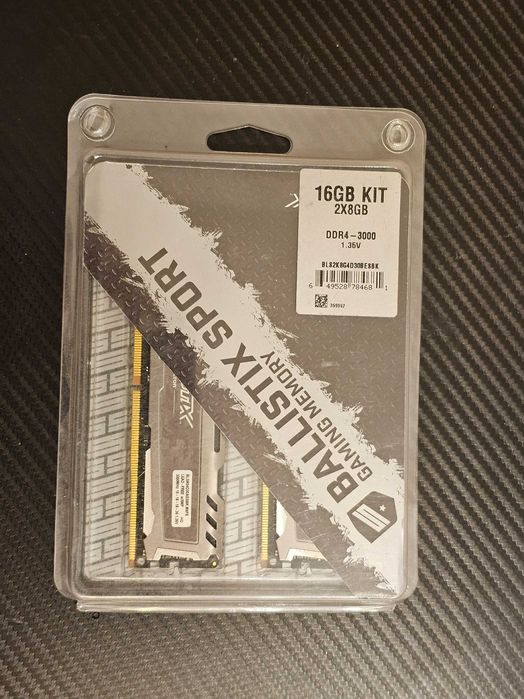 16GB KIT
2X8GB
DDR4-3000
1.35V
BLS2K8G4D30BESBK
6 49528 78468 1
BALLISTIX SPORT
GAMING MEMORY